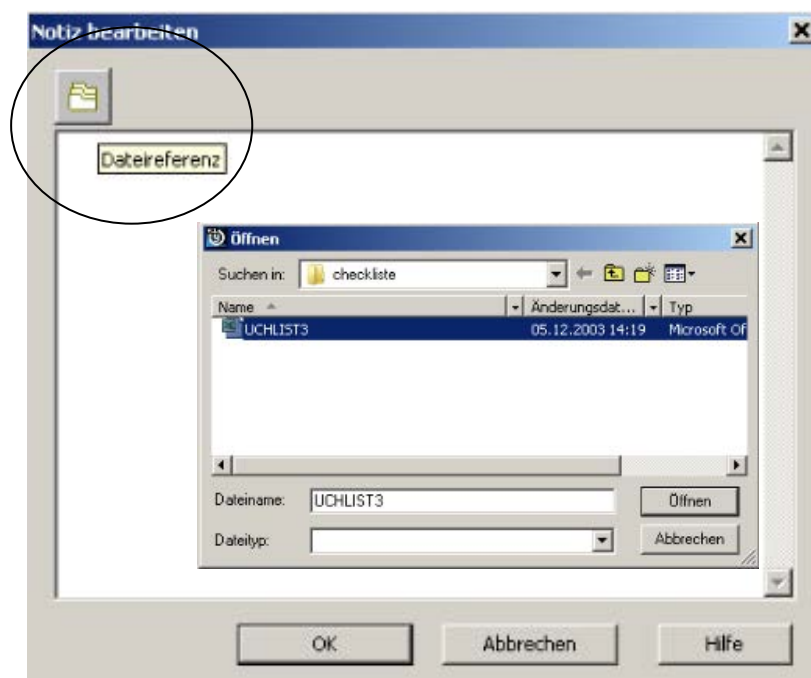 Notiz bearbeiten
Dateireferenz
Öffnen
Suchen in: checkliste
Name Änderungsdat... Typ
UCHLIST3 05.12.2003 14:19 Microsoft Of
Dateiname: UCHLIST3 Öffnen
Dateityp: Abbrechen
OK Abbrechen Hilfe